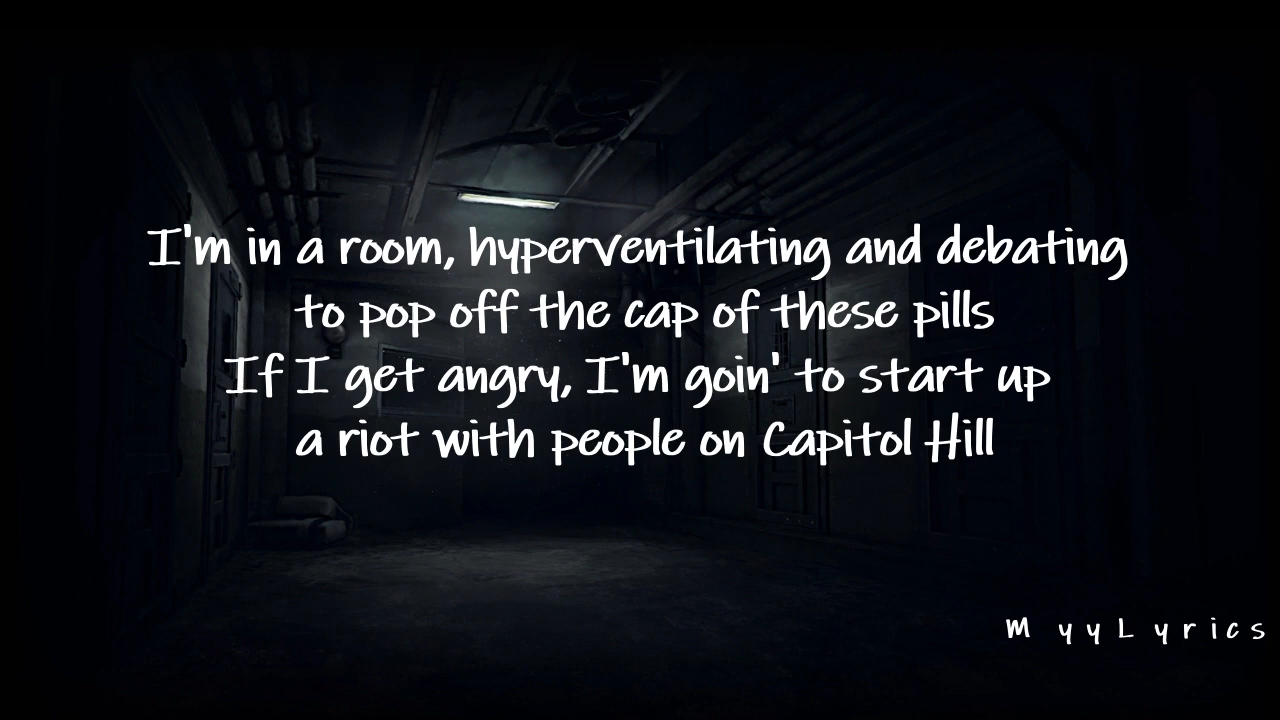 I'm in a room, hyperventilating and debating
to pop off the cap of these pills
If I get angry, I'm goin' to start up
a riot with people on Capitol Hill
MyyLyrics